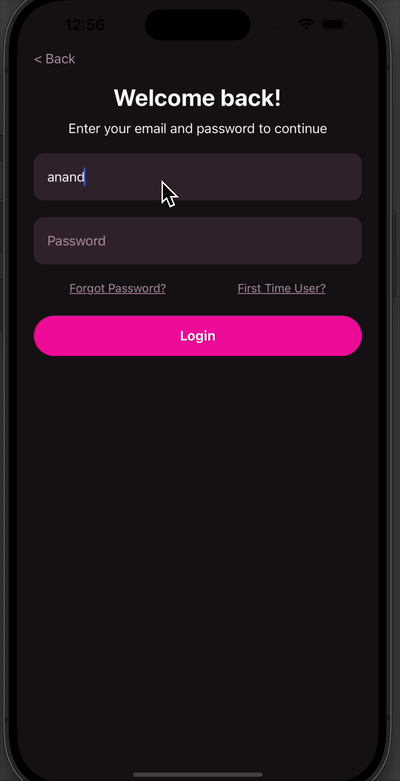 12:56
< Back
Welcome back!
Enter your email and password to continue
anand
Password
Forgot Password? First Time User?
Login